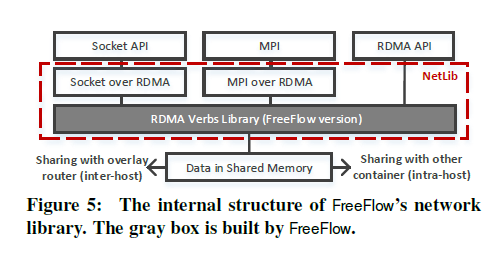 Socket API
MPI
RDMA API
NetLib
Socket over RDMA
MPI over RDMA
RDMA Verbs Library (FreeFlow version)
Sharing with overlay
router (inter-host)
Data in Shared Memory
Sharing with other
container (intra-host)
Figure 5: The internal structure of FreeFlow's network
library. The gray box is built by FreeFlow.